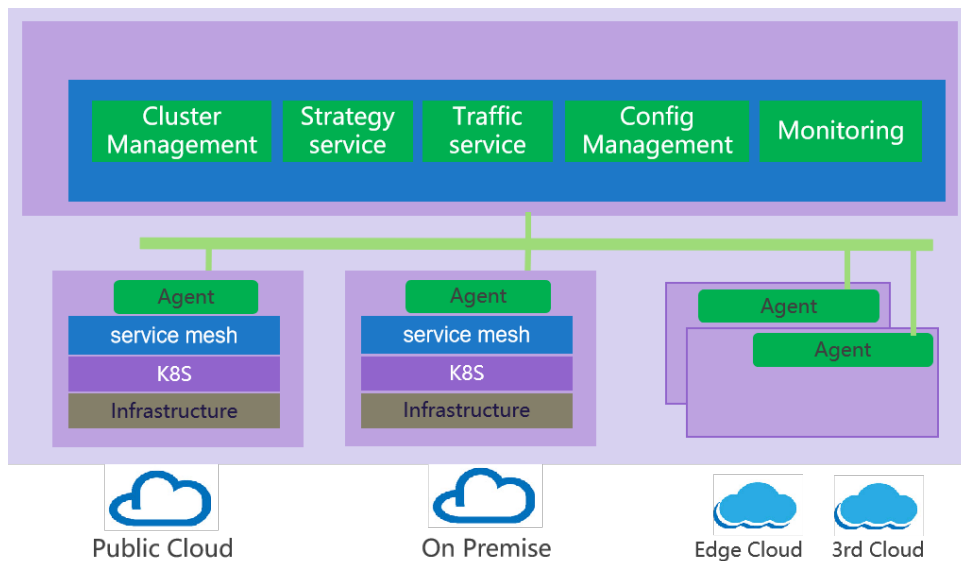 Cluster
Management
Strategy
service
Traffic
service
Config
Management
Monitoring
Agent
service mesh
K8S
Infrastructure
Agent
service mesh
K8S
Infrastructure
Agent
Agent
Public Cloud
On Premise
Edge Cloud
3rd Cloud